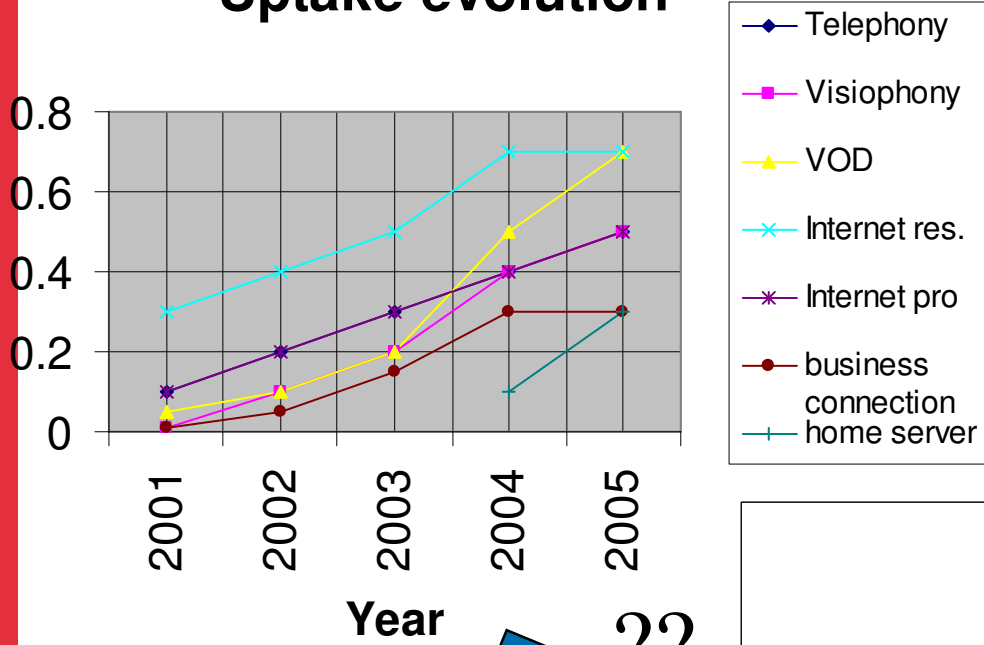 Uptake evolution
0.8
0.6
0.4
0.2
0
2001
2002
2003
2004
2005
Year
??
Telephony
Visiophony
VOD
Internet res.
Internet pro
business
connection
home server